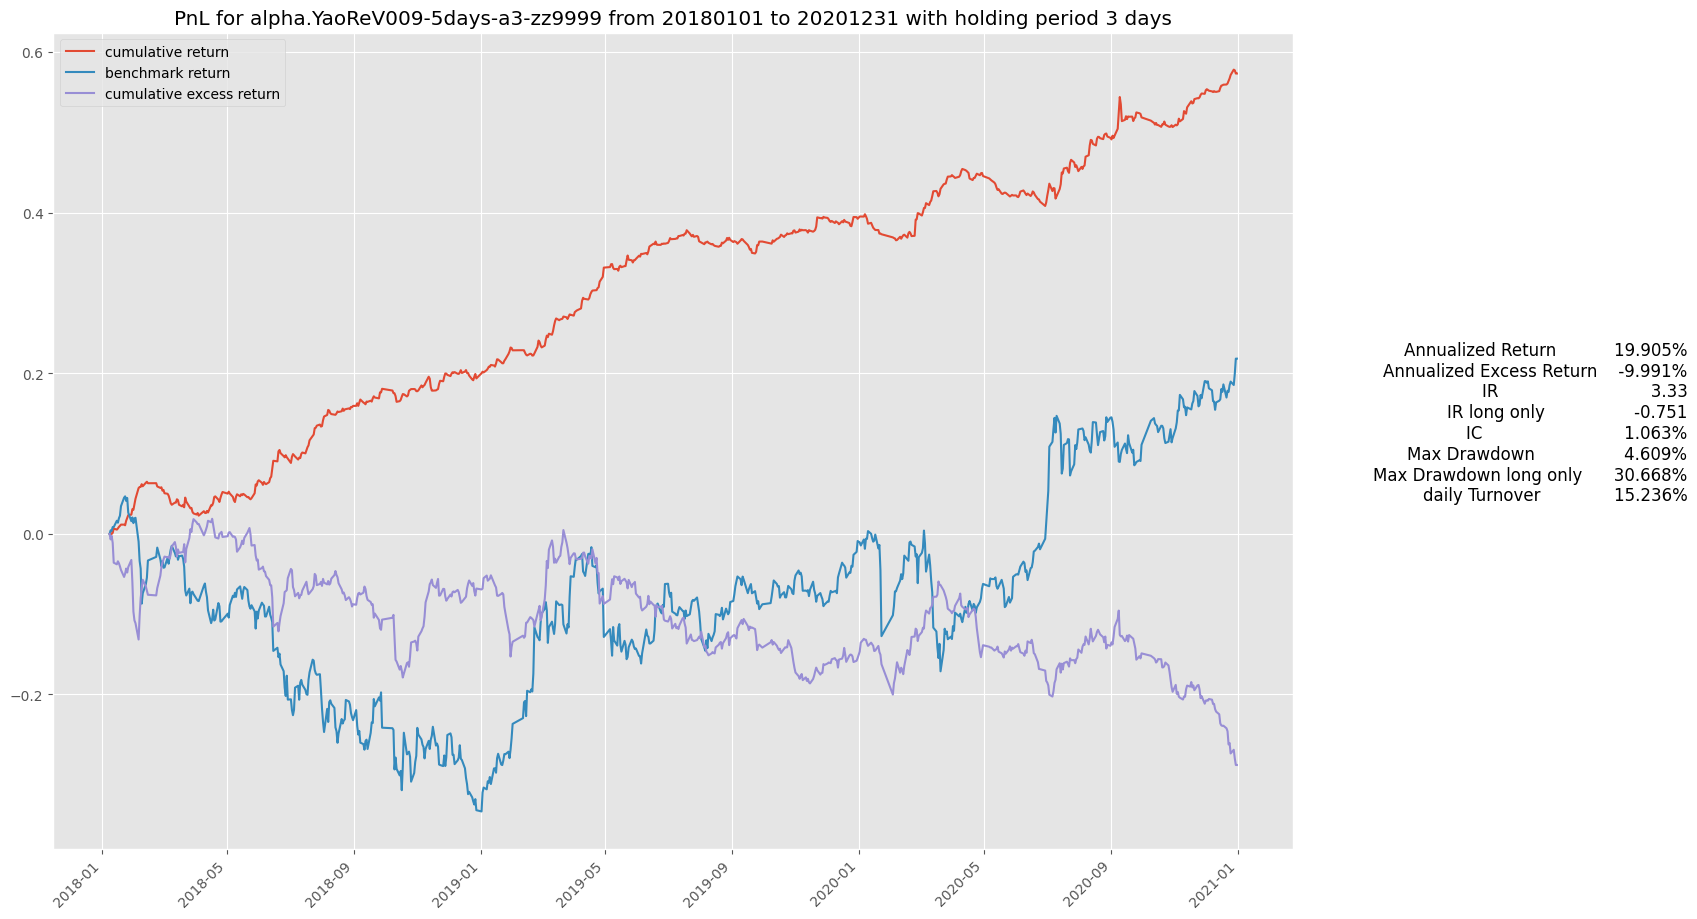 PnL for alpha.YaoReV009-5days-a3-zz9999 from 20180101 to 20201231 with holding period 3 days
cumulative return
benchmark return
cumulative excess return
0.6
0.4
0.2
0.0
−0.2
2018-01
2018-05
2018-09
2019-01
2019-05
2019-09
2020-01
2020-05
2020-09
2021-01
Annualized Return 19.905%
Annualized Excess Return -9.991%
IR 3.33
IR long only -0.751
IC 1.063%
Max Drawdown 4.609%
Max Drawdown long only 30.668%
daily Turnover 15.236%